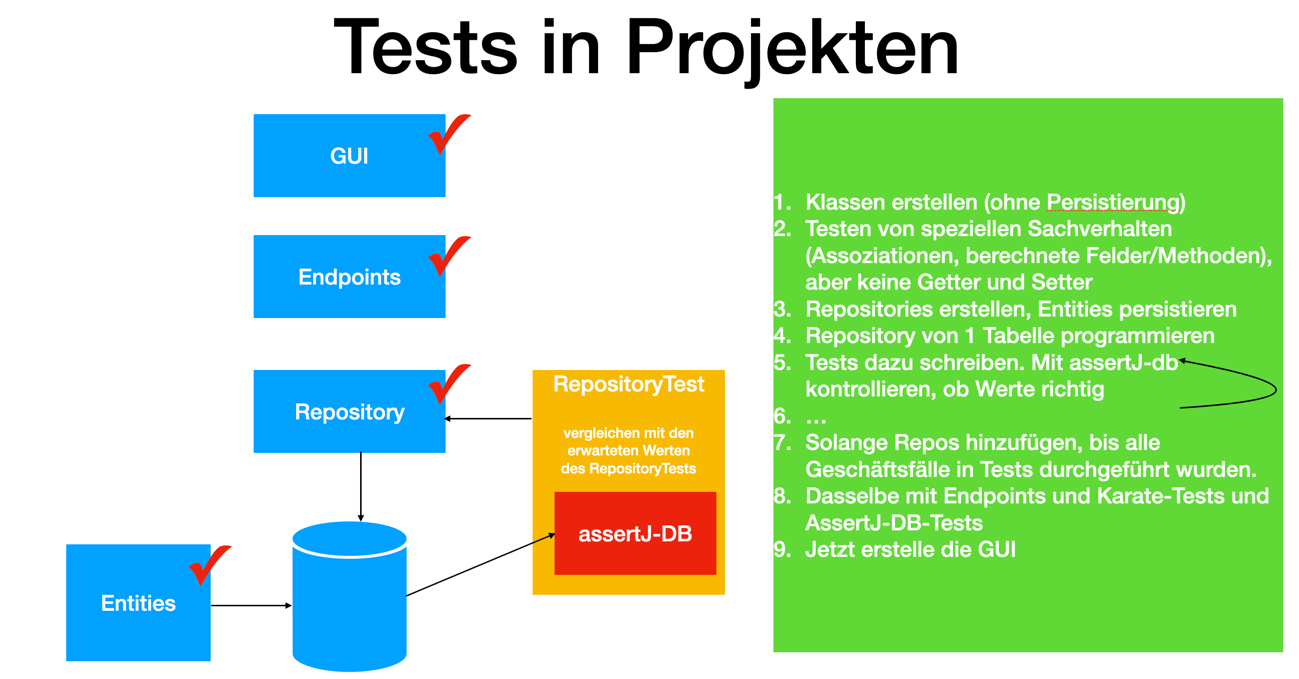 Tests in Projekten
GUI
Endpoints
Repository
Entities
RepositoryTest
vergleichen mit den
erwarteten Werten
des RepositoryTests
assertJ-DB
1. Klassen erstellen (ohne Persistierung)
2. Testen von speziellen Sachverhalten
(Assoziationen, berechnete Felder/Methoden),
aber keine Getter und Setter
3. Repositories erstellen, Entities persistieren
4. Repository von 1 Tabelle programmieren
5. Tests dazu schreiben. Mit assertJ-db
kontrollieren, ob Werte richtig
6. …
7. Solange Repos hinzufügen, bis alle
Geschäftsfälle in Tests durchgeführt wurden.
8. Dasselbe mit Endpoints und Karate-Tests und
AssertJ-DB-Tests
9. Jetzt erstelle die GUI